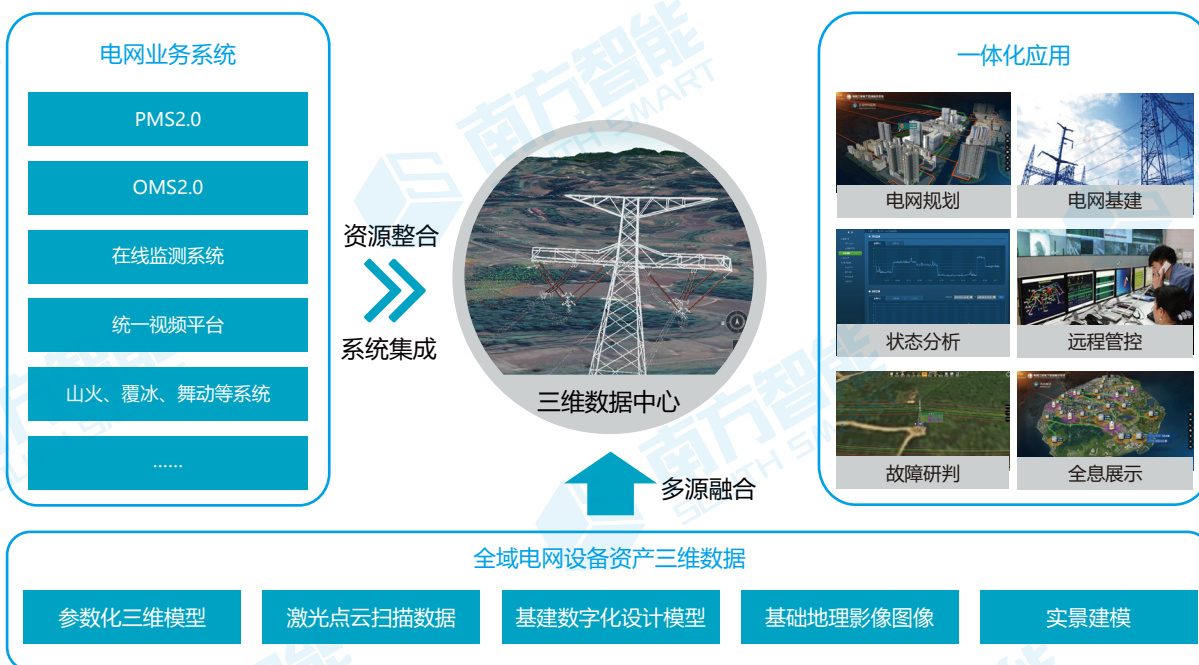 电网业务系统
PMS2.0
OMS2.0
在线监测系统
统一视频平台
山火、覆冰、舞动等系统
......
资源整合
系统集成
三维数据中心
多源融合
一体化应用
电网规划
电网基建
状态分析
远程管控
故障研判
全息展示
全域电网设备资产三维数据
参数化三维模型
激光点云扫描数据
基建数字化设计模型
基础地理影像图像
实景建模
南方智能
SOUTH SMART